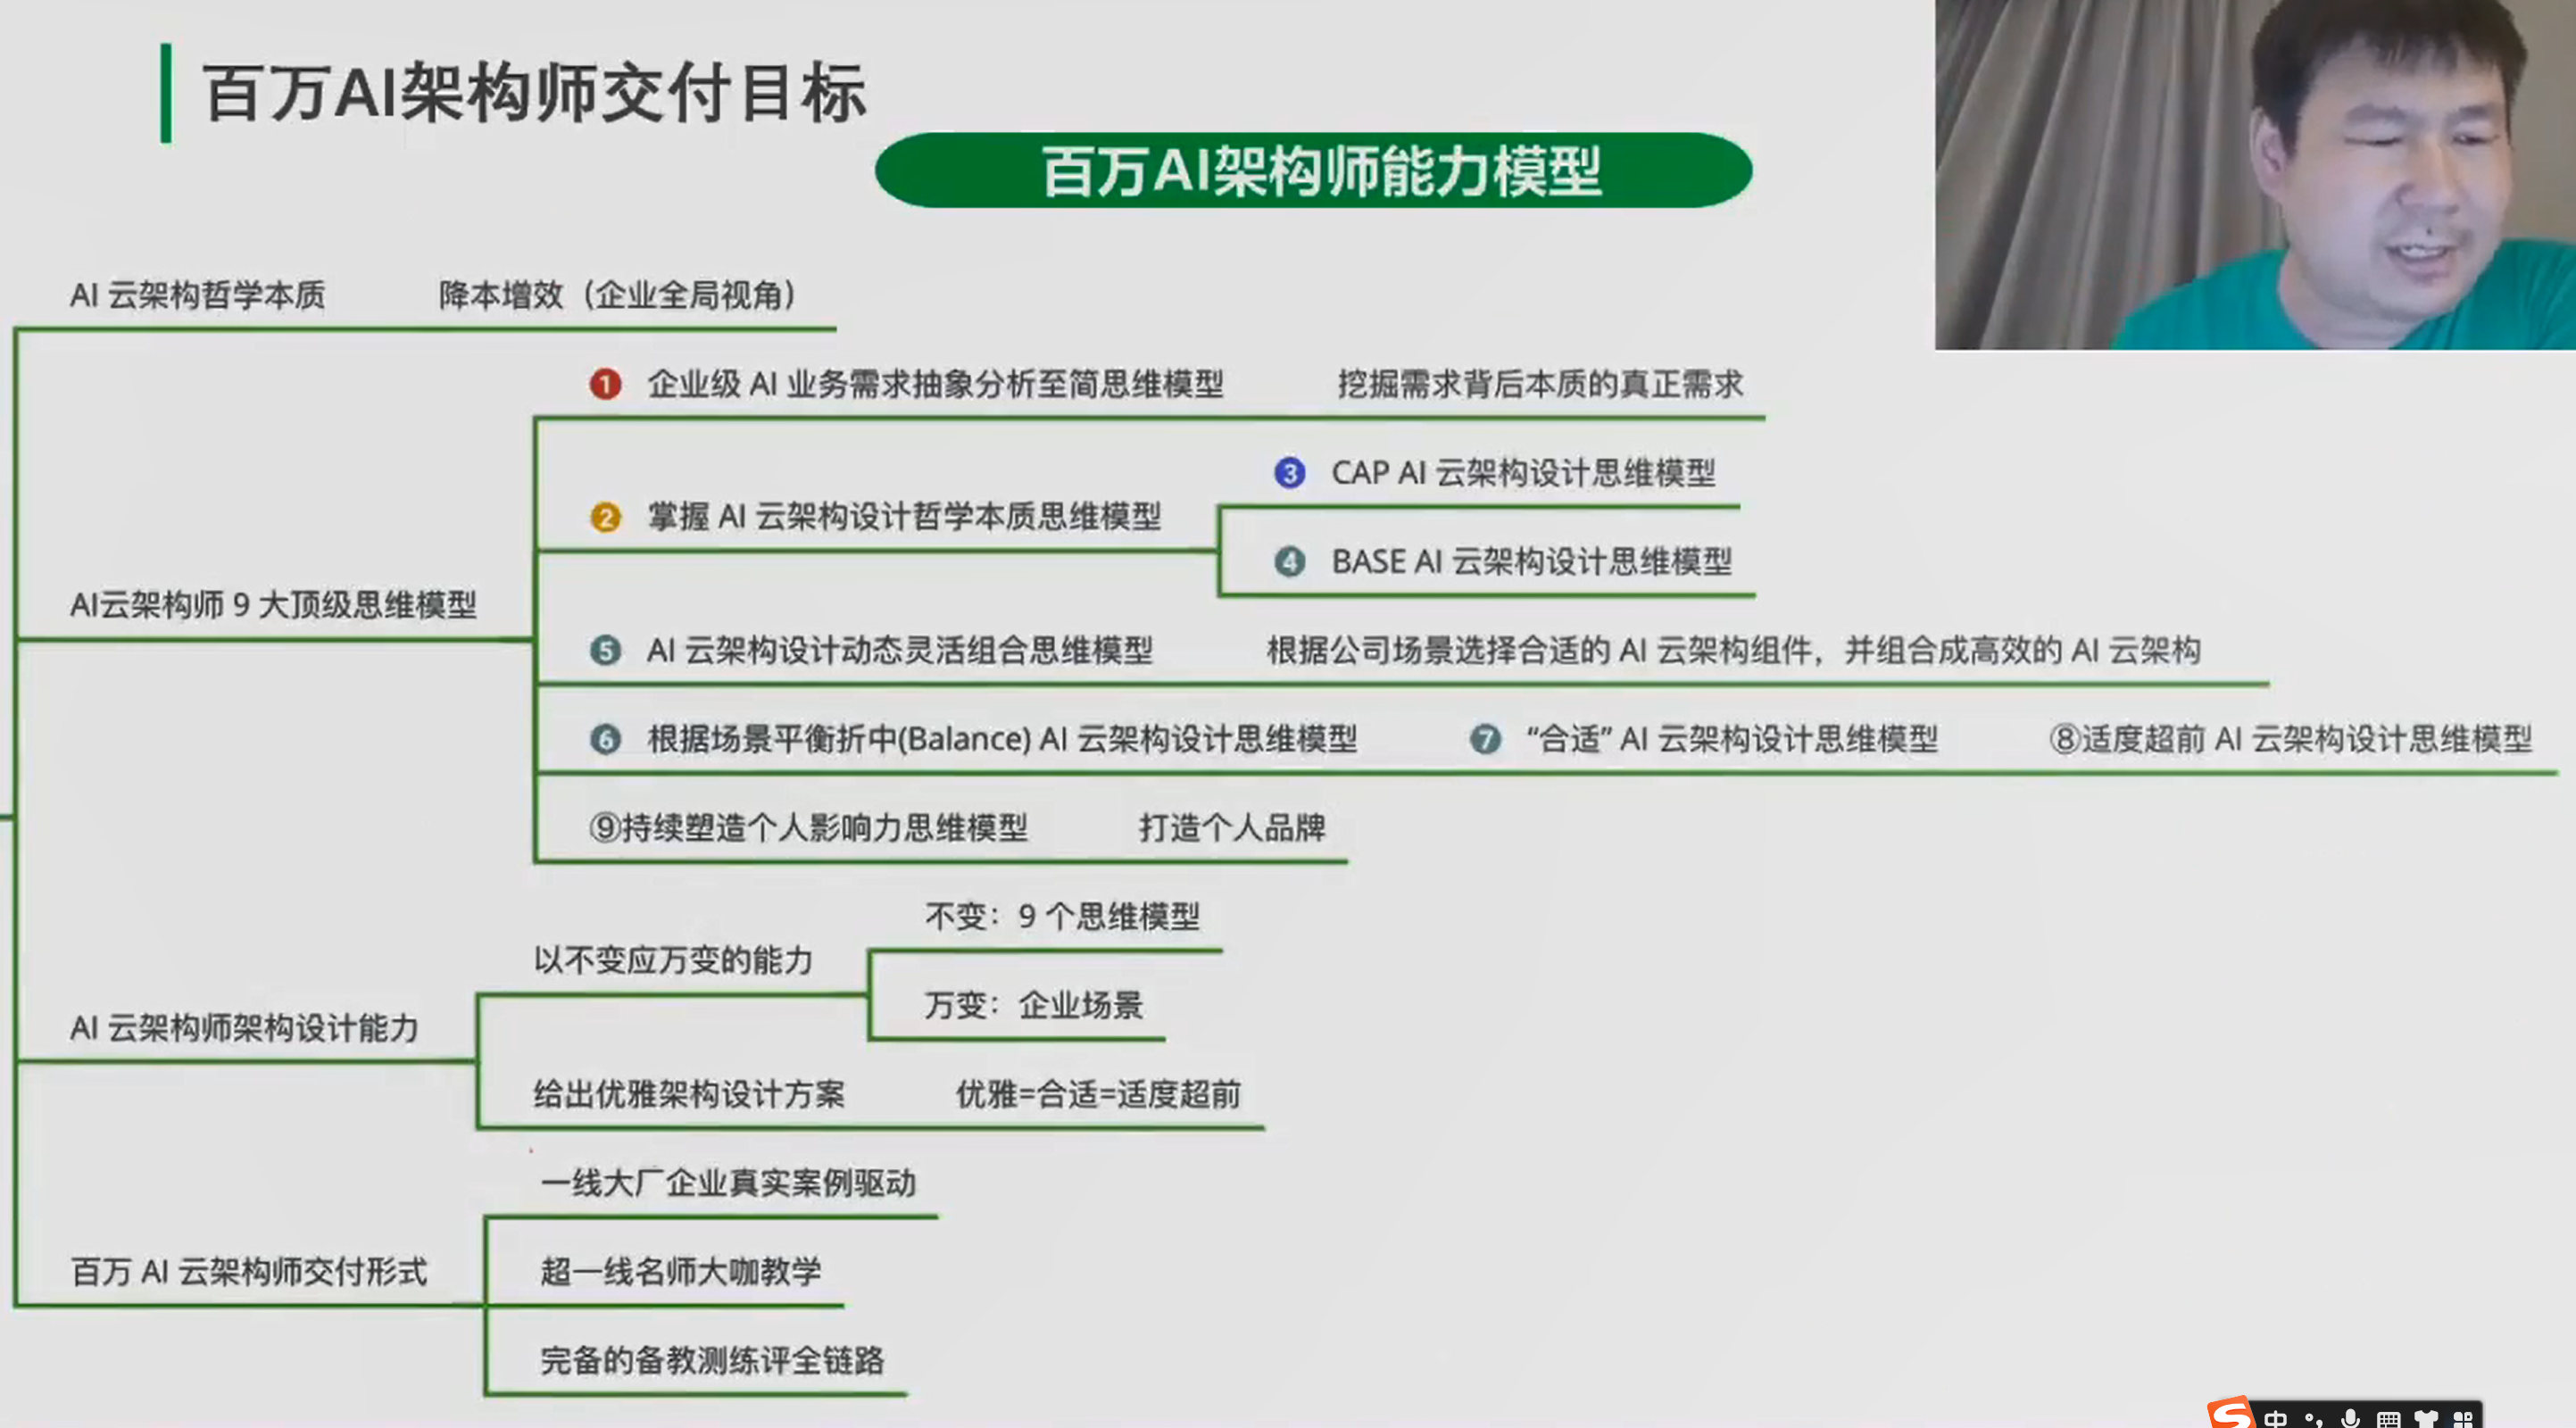 百万AI架构师交付目标
百万AI架构师能力模型
AI 云架构哲学本质 降本增效（企业全局视角）
1 企业级 AI 业务需求抽象分析至简思维模型 挖掘需求背后本质的真正需求
3 CAP AI 云架构设计思维模型
2 掌握 AI 云架构设计哲学本质思维模型
4 BASE AI 云架构设计思维模型
AI云架构师 9 大顶级思维模型
5 AI 云架构设计动态灵活组合思维模型 根据公司场景选择合适的 AI 云架构组件，并组合成高效的 AI 云架构
6 根据场景平衡折中(Balance) AI 云架构设计思维模型 7 “合适” AI 云架构设计思维模型 ⑧适度超前 AI 云架构设计思维模型
⑨持续塑造个人影响力思维模型 打造个人品牌
不变：9 个思维模型
以不变应万变的能力
万变：企业场景
AI 云架构师架构设计能力
给出优雅架构设计方案 优雅=合适=适度超前
一线大厂企业真实案例驱动
百万 AI 云架构师交付形式 超一线名师大咖教学
完备的备教测练评全链路
中